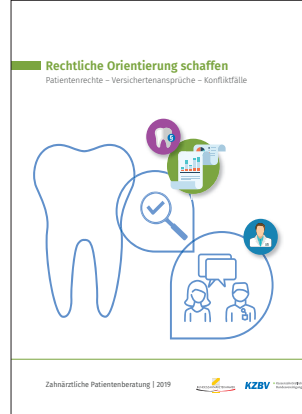 Rechtliche Orientierung schaffen
Patientenrechte – Versichertenansprüche – Konfliktfälle
§
Zahnärztliche Patientenberatung | 2019
KZBV